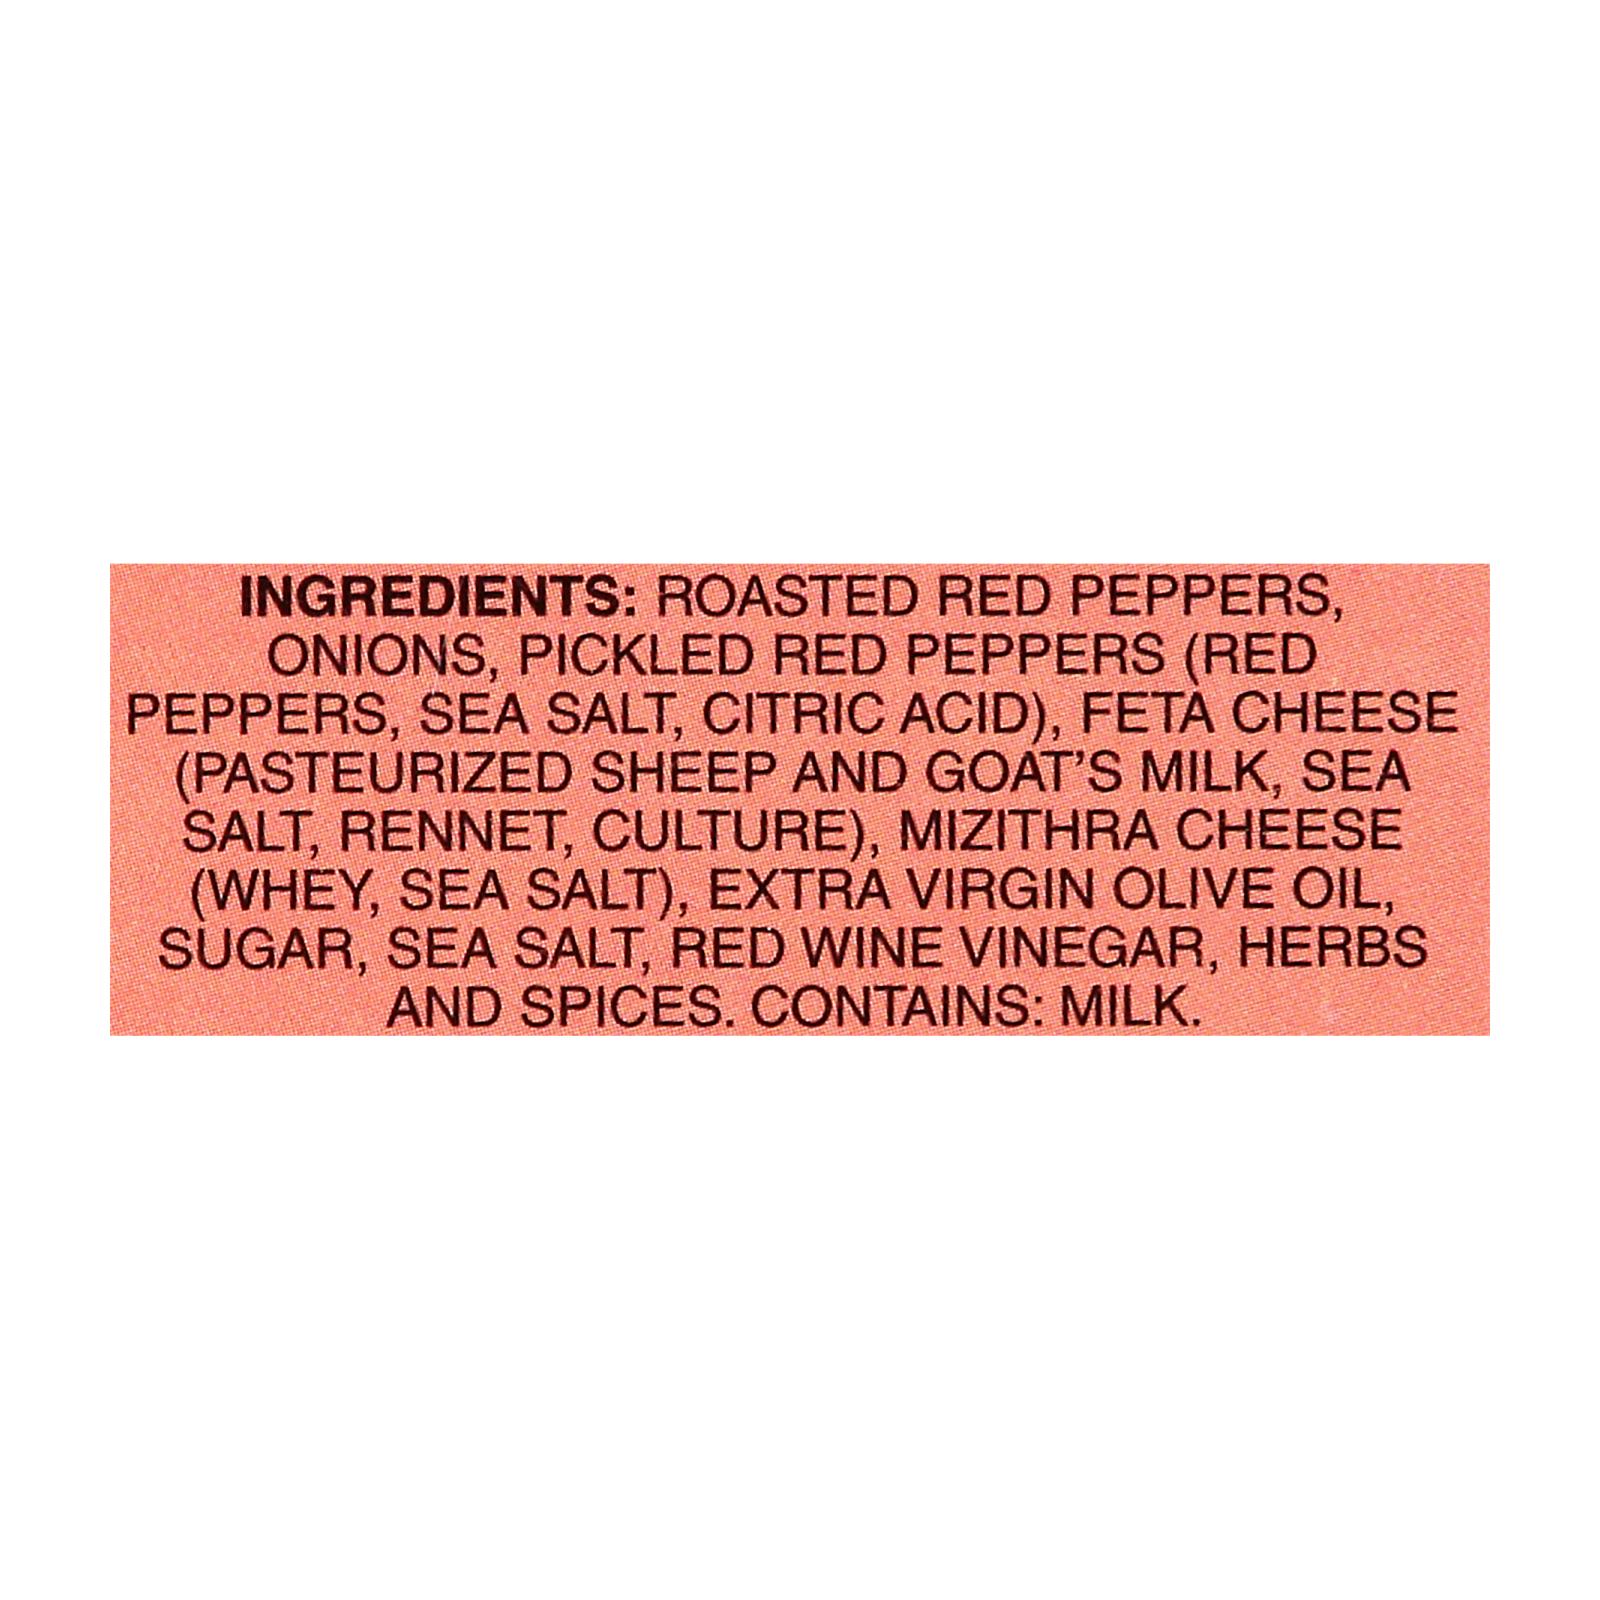 INGREDIENTS: ROASTED RED PEPPERS,
ONIONS, PICKLED RED PEPPERS (RED
PEPPERS, SEA SALT, CITRIC ACID), FETA CHEESE
(PASTEURIZED SHEEP AND GOAT'S MILK, SEA
SALT, RENNET, CULTURE), MIZITHRA CHEESE
(WHEY, SEA SALT), EXTRA VIRGIN OLIVE OIL,
SUGAR, SEA SALT, RED WINE VINEGAR, HERBS
AND SPICES. CONTAINS: MILK.